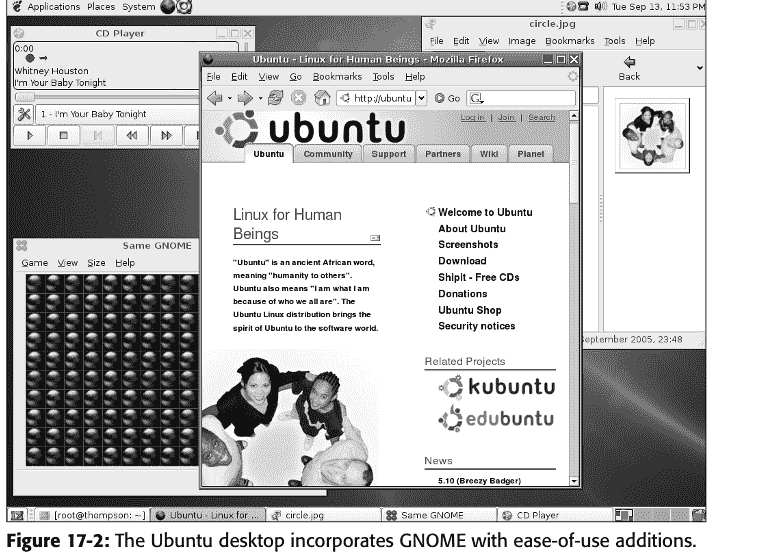 Applications Places System
Tue Sep 13, 11:53 PM
CD Player
0:00
Whitney Houston
I'm Your Baby Tonight
1 - I'm Your Baby Tonight
circle.jpg
File Edit View Image Bookmarks Tools Help
Back
Ubuntu - Linux for Human Beings - Mozilla Firefox
File Edit View Go Bookmarks Tools Help
http://ubuntu
Go
G
ubuntu
Log in | Join | Search
Ubuntu Community Support Partners Wiki Planet
Linux for Human
Beings
"Ubuntu" is an ancient African word,
meaning "humanity to others".
Ubuntu also means "I am what I am
because of who we all are". The
Ubuntu Linux distribution brings the
spirit of Ubuntu to the software world.
Welcome to Ubuntu
About Ubuntu
Screenshots
Download
ShipIt - Free CDs
Donations
Ubuntu Shop
Security notices
Related Projects
kubuntu
edubuntu
News
5.10 (Breezy Badger)
Same GNOME
Game View Size Help
September 2005, 23:48
[root@thompson: ~]
Ubuntu - Linux for ...
circle.jpg
Same GNOME
CD Player
Figure 17-2: The Ubuntu desktop incorporates GNOME with ease-of-use additions.